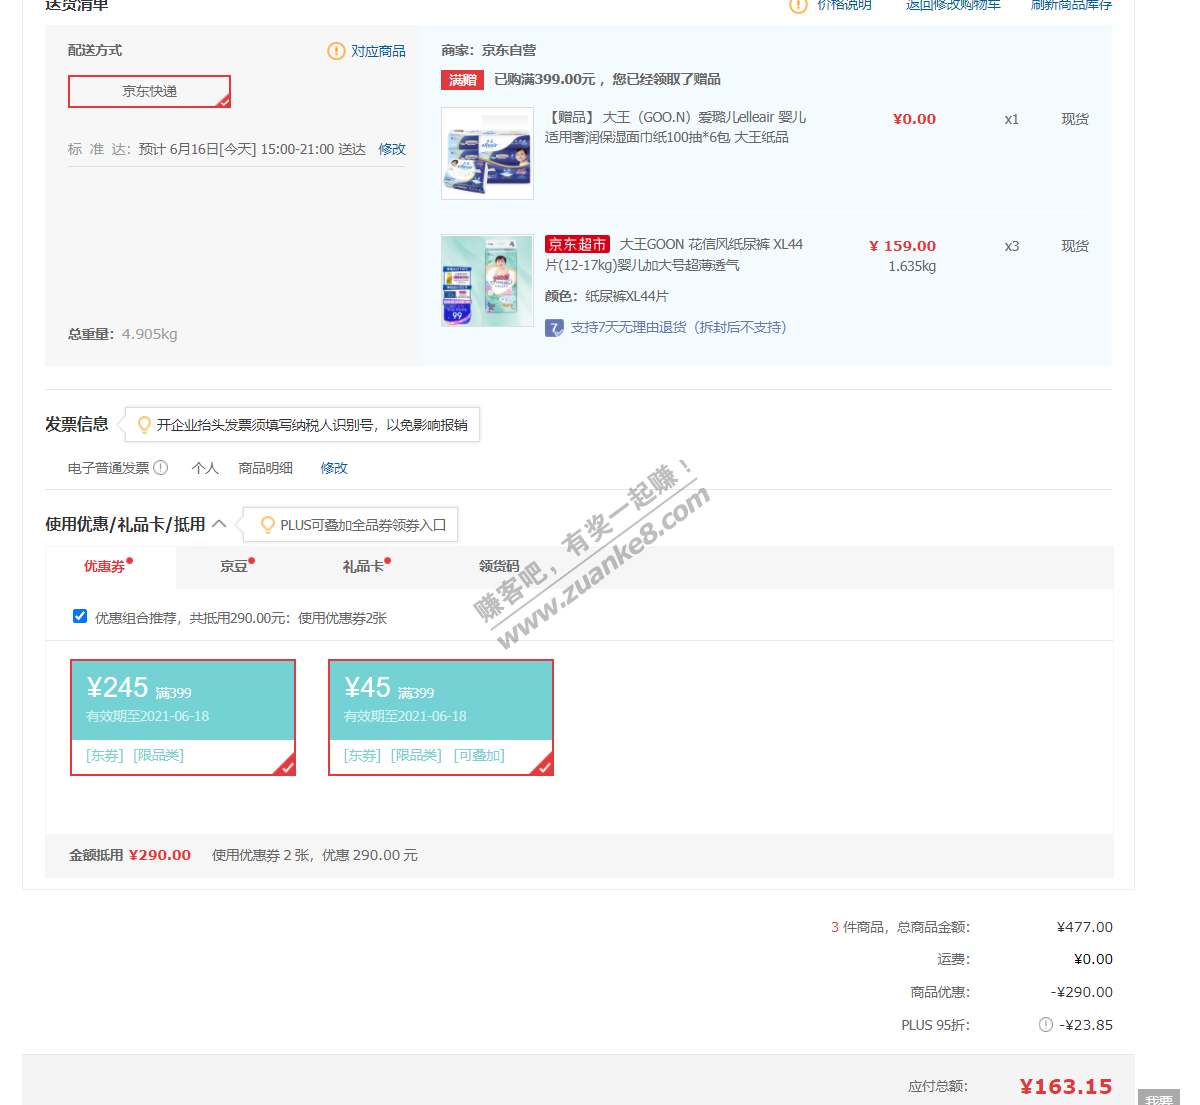 送货清单
价格说明 返回修改购物车 刷新商品库存
配送方式
对应商品
京东快递
标 准 达: 预计 6月16日[今天] 15:00-21:00 送达 修改
总重量: 4.905kg
商家: 京东自营
满赠 已购满399.00元 ，您已经领取了赠品
【赠品】 大王（GOO.N）爱璐儿elleair 婴儿 ¥0.00 x1 现货
适用奢润保湿面巾纸100抽*6包 大王纸品
京东超市 大王GOON 花信风纸尿裤 XL44 ¥ 159.00 x3 现货
片(12-17kg)婴儿加大号超薄透气 1.635kg
颜色: 纸尿裤XL44片
7 支持7天无理由退货（拆封后不支持）
99
发票信息 开企业抬头发票须填写纳税人识别号，以免影响报销
电子普通发票 个人 商品明细 修改
使用优惠/礼品卡/抵用 PLUS可叠加全品券领券入口
优惠券 京豆 礼品卡 领货码
优惠组合推荐，共抵用290.00元: 使用优惠券2张
¥245 满399
有效期至2021-06-18
[东券] [限品类]
¥45 满399
有效期至2021-06-18
[东券] [限品类] [可叠加]
金额抵用 ¥290.00 使用优惠券 2 张，优惠 290.00 元
赚客吧，有奖一起赚！
www.zuanke8.com
3 件商品，总商品金额: ¥477.00
运费: ¥0.00
商品优惠: -¥290.00
PLUS 95折: -¥23.85
应付总额: ¥163.15
我要